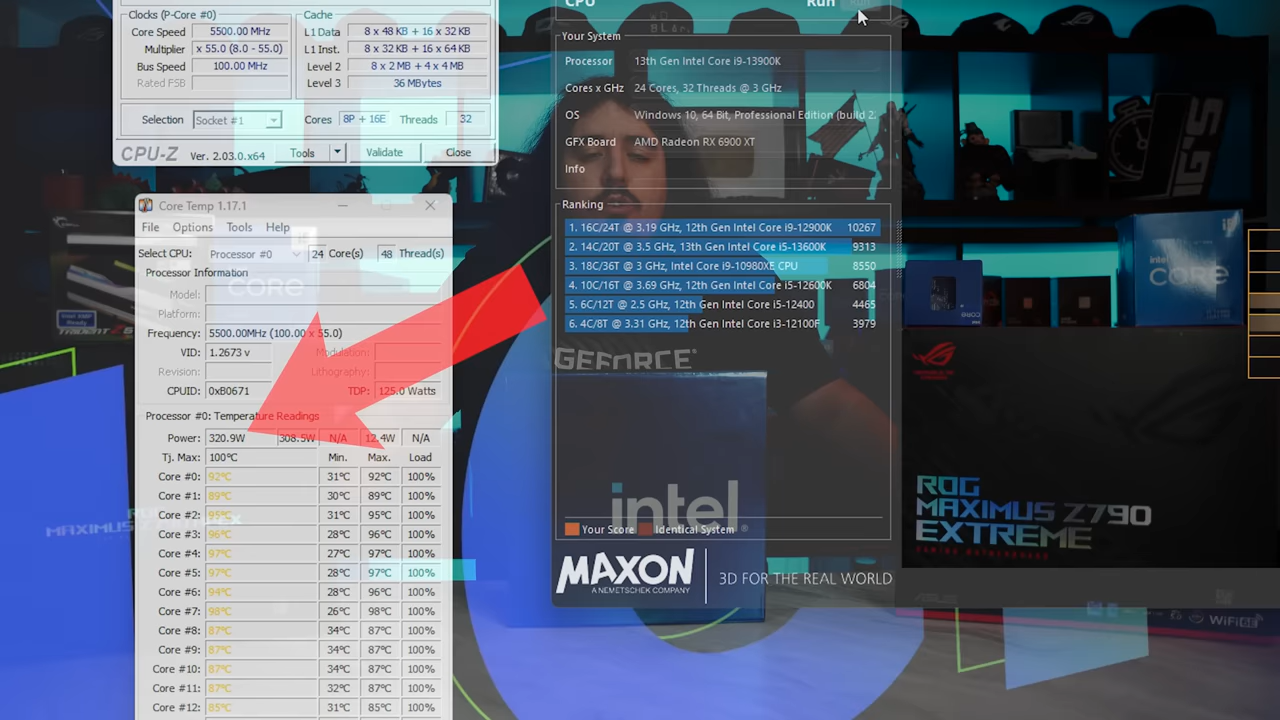 Clocks (P-Core #0)
Core Speed 5500.00 MHz
Multiplier x 55.0 (8.0 - 55.0)
Bus Speed 100.00 MHz
Rated FSB
Cache
L1 Data 8 x 48 KB + 16 x 32 KB
L1 Inst. 8 x 32 KB + 16 x 64 KB
Level 2 8 x 2 MB + 4 x 4 MB
Level 3 36 MBytes
Selection Socket #1 Cores 8P + 16E Threads 32
CPU-Z Ver. 2.03.0.x64 Tools Validate Close
Core Temp 1.17.1
File Options Tools Help
Select CPU: Processor #0 24 Core(s) 48 Thread(s)
Processor Information
Model:
Platform:
Frequency: 5500.00MHz (100.00 x 55.0)
VID: 1.2673 v Modulation:
Revision: Lithography:
CPUID: 0xB0671 TDP: 125.0 Watts
Processor #0: Temperature Readings
Power: 320.9W 308.5W N/A 12.4W N/A
Tj. Max: 100°C Min. Max. Load
Core #0: 92°C 31°C 92°C 100%
Core #1: 89°C 30°C 89°C 100%
Core #2: 95°C 31°C 95°C 100%
Core #3: 96°C 28°C 96°C 100%
Core #4: 97°C 27°C 97°C 100%
Core #5: 97°C 28°C 97°C 100%
Core #6: 94°C 28°C 96°C 100%
Core #7: 98°C 26°C 98°C 100%
Core #8: 87°C 34°C 87°C 100%
Core #9: 87°C 34°C 87°C 100%
Core #10: 87°C 34°C 87°C 100%
Core #11: 87°C 32°C 87°C 100%
Core #12: 85°C 31°C 85°C 100%
CPU Run Run
Your System
Processor 13th Gen Intel Core i9-13900K
Cores x GHz 24 Cores, 32 Threads @ 3 GHz
OS Windows 10, 64 Bit, Professional Edition (build 2.
GFX Board AMD Radeon RX 6900 XT
Info
Ranking
1. 16C/24T @ 3.19 GHz, 12th Gen Intel Core i9-12900K 10267
2. 14C/20T @ 3.5 GHz, 13th Gen Intel Core i5-13600K 9313
3. 18C/36T @ 3 GHz, Intel Core i9-10980XE CPU 8550
4. 10C/16T @ 3.69 GHz, 12th Gen Intel Core i5-12600K 6804
5. 6C/12T @ 2.5 GHz, 12th Gen Intel Core i5-12400 4465
6. 4C/8T @ 3.31 GHz, 12th Gen Intel Core i3-12100F 3979
GEFORCE
intel
Your Score Identical System
MAXON
A NEMETSCHEK COMPANY
3D FOR THE REAL WORLD
CORE
intel
CORE
CORE
ROG
MAXIMUS Z790
EXTREME
WiFi 6E